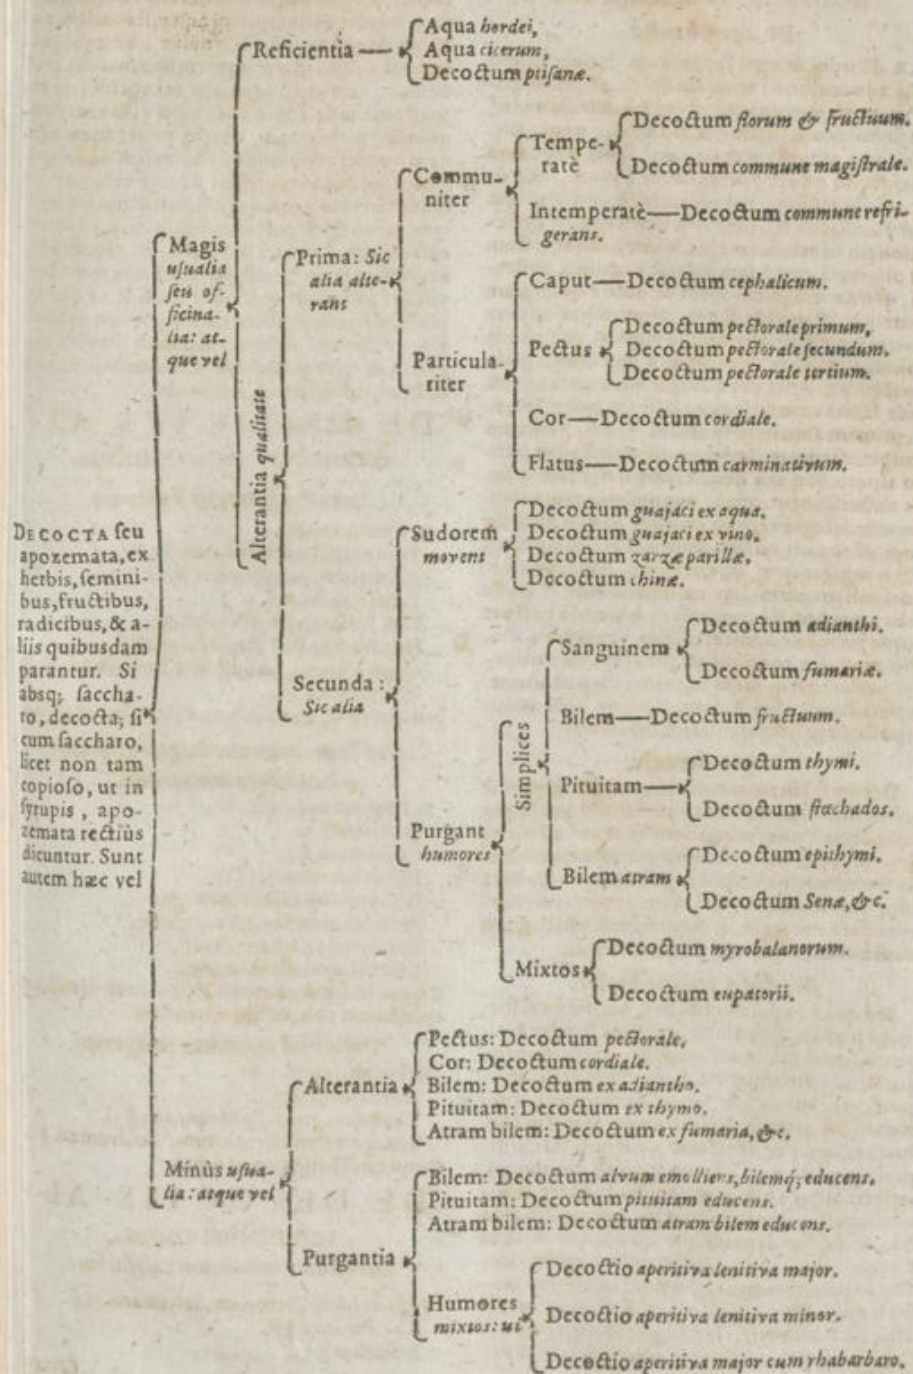 Reficientia
Aqua hordei,
Aqua cicerum,
Decoctum ptiſanæ.
Magis
uſualia
ſeu of-
ficina-
lia: at-
que vel
Alterantia qualitate
Prima: Sic
alia alte-
rans
Commu-
niter
Tempe-
ratè
Decoctum florum & fructuum.
Decoctum commune magiſtrale.
Intemperatè—Decoctum commune refri-
gerans.
Particula-
riter
Caput—Decoctum cephalicum.
Pectus
Decoctum pectorale primum,
Decoctum pectorale ſecundum.
Decoctum pectorale tertium.
Cor—Decoctum cordiale.
Flatus—Decoctum carminativum.
Secunda:
Sic alia
Sudorem
movent
Decoctum guajaci ex aqua.
Decoctum guajaci ex vino.
Decoctum zarzæ parillæ.
Decoctum chinæ.
Purgant
humores
Simplices
Sanguinem
Decoctum adianthi.
Decoctum fumariæ.
Bilem—Decoctum fructuum.
Pituitam
Decoctum thymi.
Decoctum ſtœchados.
Bilem atram
Decoctum epithymi.
Decoctum Senæ, &c.
Mixtos
Decoctum myrobalanorum.
Decoctum eupatorii.
DECOCTA ſeu
apozemata, ex
herbis, ſemini-
bus, fructibus,
radicibus, & a-
liis quibusdam
parantur. Si
absq; ſaccha-
ro, decocta; ſi
cum ſaccharo,
licet non tam
copioſo, ut in
ſyrupis, apo-
zemata rectiùs
dicuntur. Sunt
autem hæc vel
Minùs uſua-
lia: atque vel
Alterantia
Pectus: Decoctum pectorale,
Cor: Decoctum cordiale.
Bilem: Decoctum ex adiantho.
Pituitam: Decoctum ex thymo.
Atram bilem: Decoctum ex fumaria, &c.
Purgantia
Bilem: Decoctum alvum emolliens, bilemq; educens.
Pituitam: Decoctum pituitam educens.
Atram bilem: Decoctum atram bilem educens.
Humores
mixtos: ut
Decoctio aperitiva lenitiva major.
Decoctio aperitiva lenitiva minor.
Decoctio aperitiva major cum rhabarbaro.